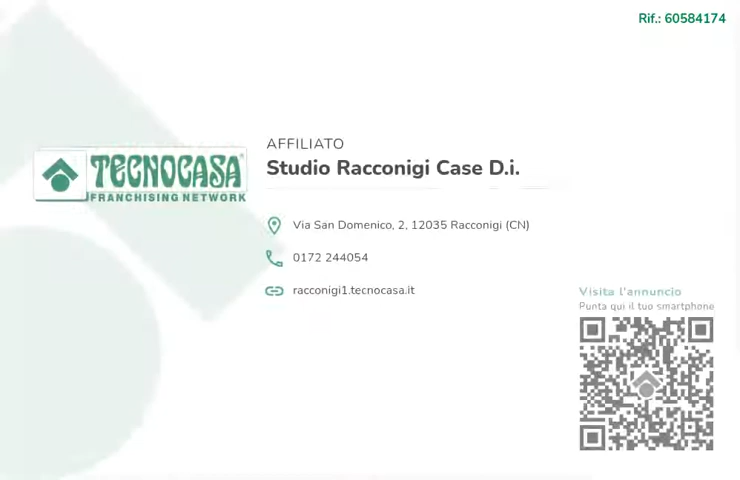 Rif.: 60584174
AFFILIATO
Studio Racconigi Case D.i.
TECNOCASA
FRANCHISING NETWORK
Via San Domenico, 2, 12035 Racconigi (CN)
0172 244054
racconigi1.tecnocasa.it
Visita l'annuncio
Punta qui il tuo smartphone